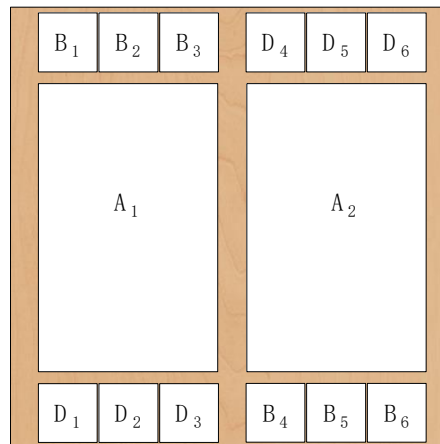 B₁ B₂ B₃ D₄ D₅ D₆
A₁ A₂
D₁ D₂ D₃ B₄ B₅ B₆